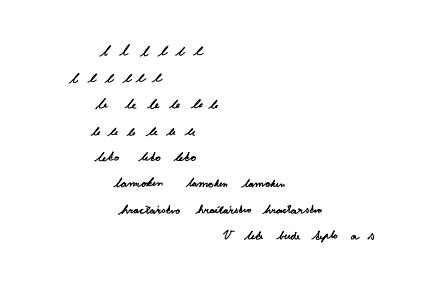 l l l l l l
l l l l l l
le le le le le le
le le le le le le
leto leto leto
lamoken lamoken lamoken
hračkárstvo hračkárstvo hračkárstvo
V lete bude teplo a s